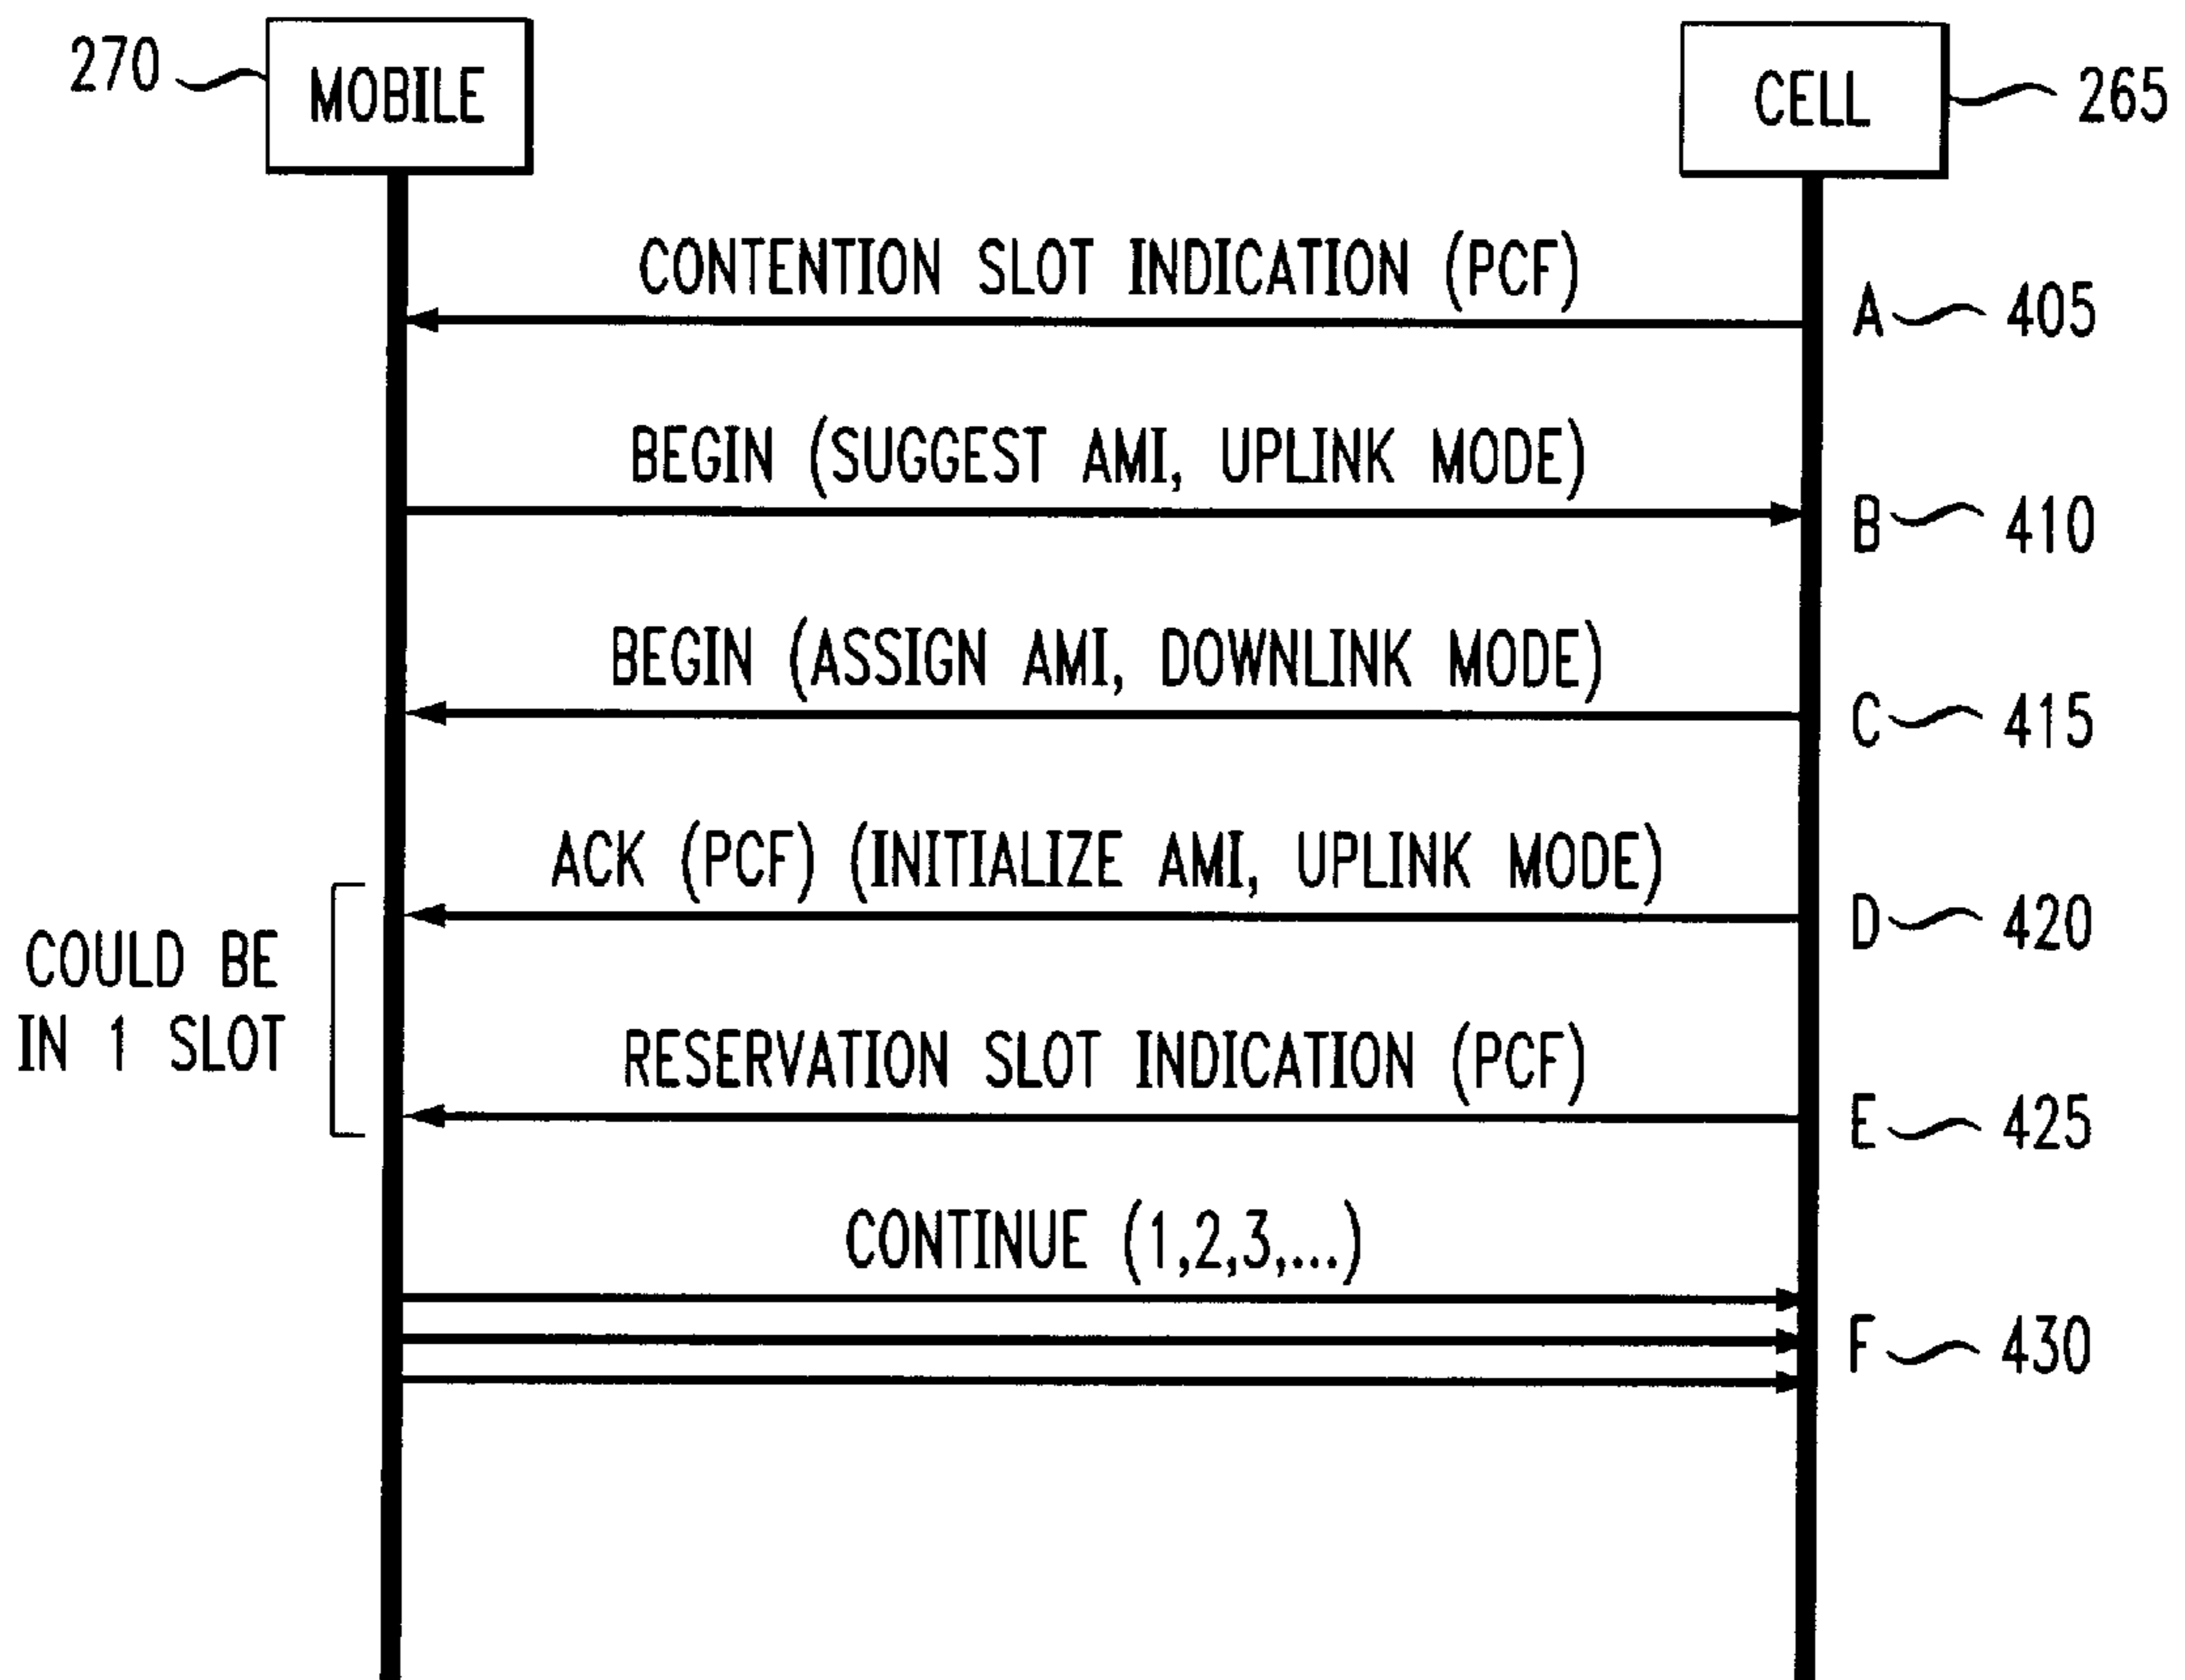 270 MOBILE CELL 265
CONTENTION SLOT INDICATION (PCF)
A 405
BEGIN (SUGGEST AMI, UPLINK MODE)
B 410
BEGIN (ASSIGN AMI, DOWNLINK MODE)
C 415
ACK (PCF) (INITIALIZE AMI, UPLINK MODE)
D 420
COULD BE
IN 1 SLOT
RESERVATION SLOT INDICATION (PCF)
E 425
CONTINUE (1,2,3,...)
F 430